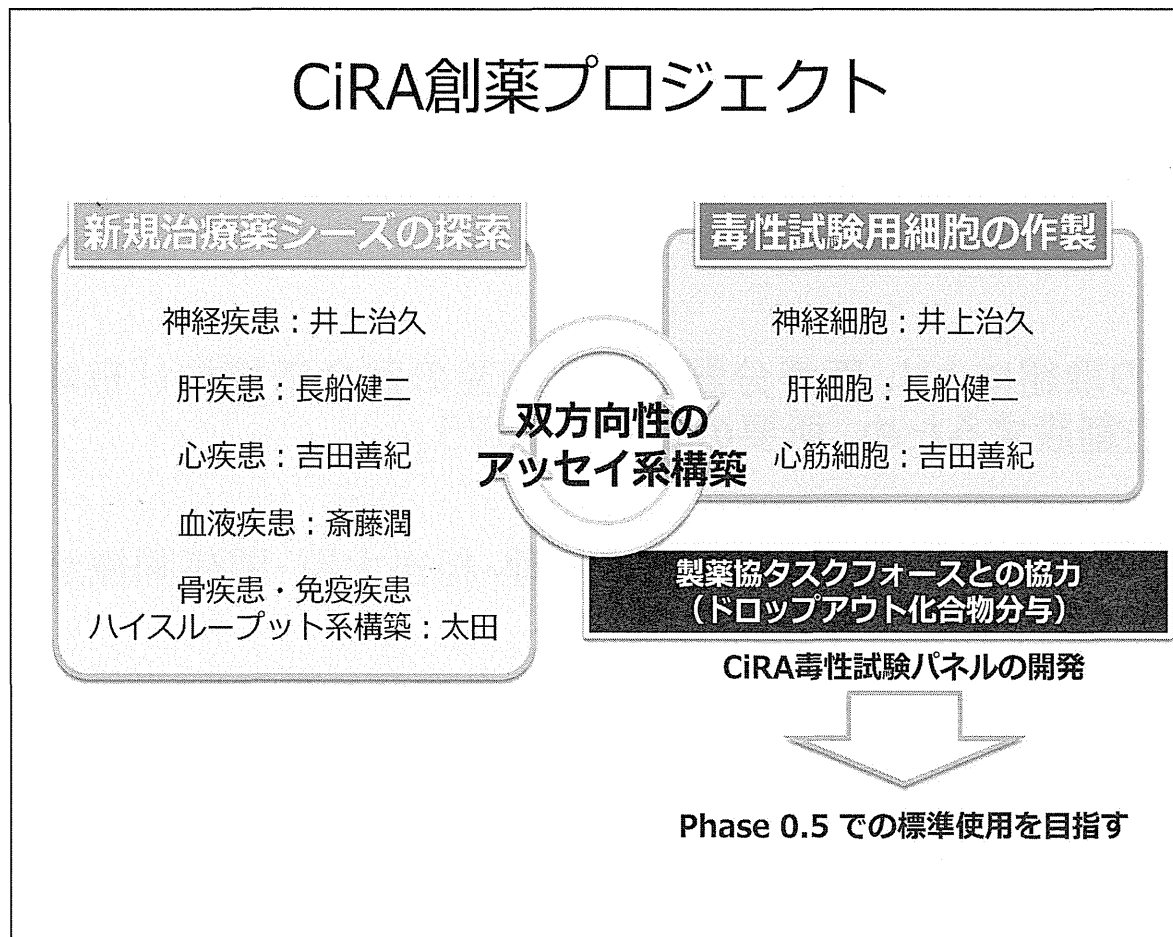 CiRA創薬プロジェクト
新規治療薬シーズの探索
神経疾患：井上治久
肝疾患：長船健二
心疾患：吉田善紀
血液疾患：斎藤潤
骨疾患・免疫疾患
ハイスループット系構築：太田
双方向性の
アッセイ系構築
毒性試験用細胞の作製
神経細胞：井上治久
肝細胞：長船健二
心筋細胞：吉田善紀
製薬協タスクフォースとの協力
（ドロップアウト化合物分与）
CiRA毒性試験パネルの開発
Phase 0.5 での標準使用を目指す